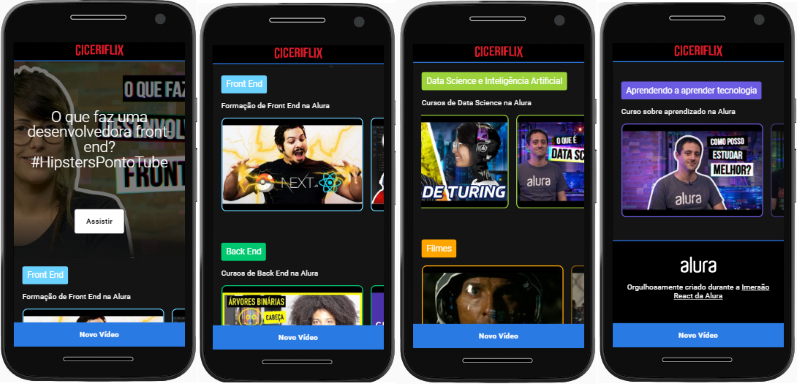 CICERIFLIX
O QUE FAZ
O que faz uma
desenvolvedora front-
end?
#HipstersPontoTube
FRONT
Assistir
Front End
Formação de Front End na Alura
Novo Vídeo
CICERIFLIX
Front End
Formação de Front End na Alura
NEXT
Back End
Cursos de Back End na Alura
ÁRVORES BINÁRIAS
CABEÇA
Novo Vídeo
CICERIFLIX
Data Science e Inteligência Artificial
Cursos de Data Science na Alura
DE TURING
O QUE É
DATA SC
alura
Filmes
Novo Vídeo
CICERIFLIX
Aprendendo a aprender tecnologia
Curso sobre aprendizado na Alura
COMO POSSO
ESTUDAR
MELHOR?
alura
alura
Orgulhosamente criado durante a Imersão
React da Alura
Novo Vídeo